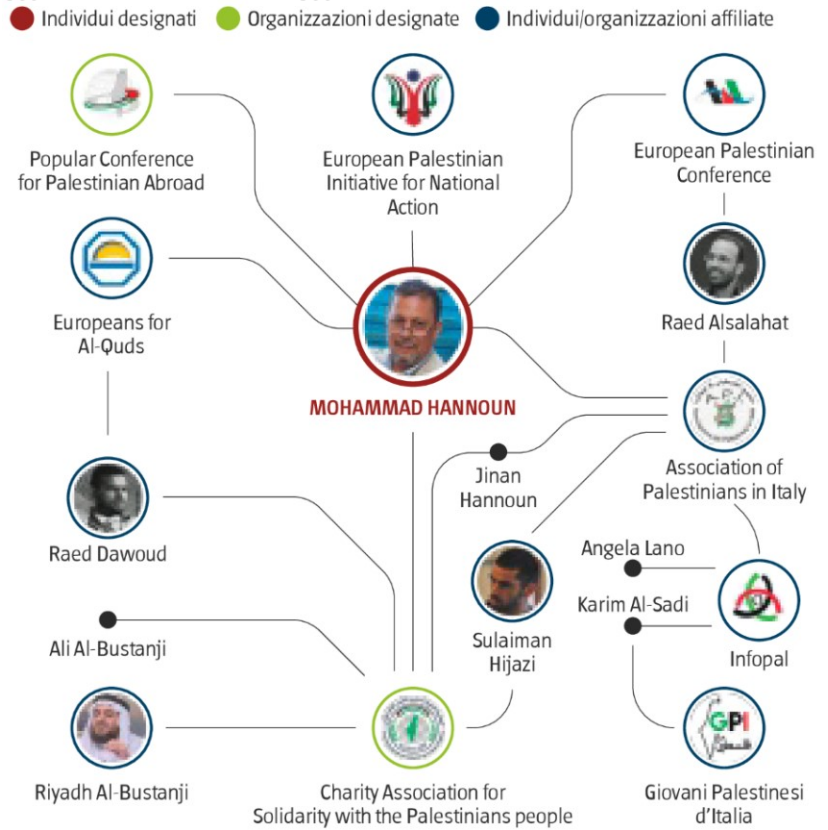 Individui designati
Organizzazioni designate
Individui/organizzazioni affiliate
Popular Conference
for Palestinian Abroad
European Palestinian
Initiative for National
Action
European Palestinian
Conference
Europeans for
Al-Quds
Raed Alsalahat
MOHAMMAD HANNOUN
Jinan
Hannoun
Association of
Palestinians in Italy
Raed Dawoud
Angela Lano
Karim Al-Sadi
Sulaiman
Hijazi
Infopal
Ali Al-Bustanji
GPI
Riyadh Al-Bustanji
Charity Association for
Solidarity with the Palestinians people
Giovani Palestinesi
d'Italia